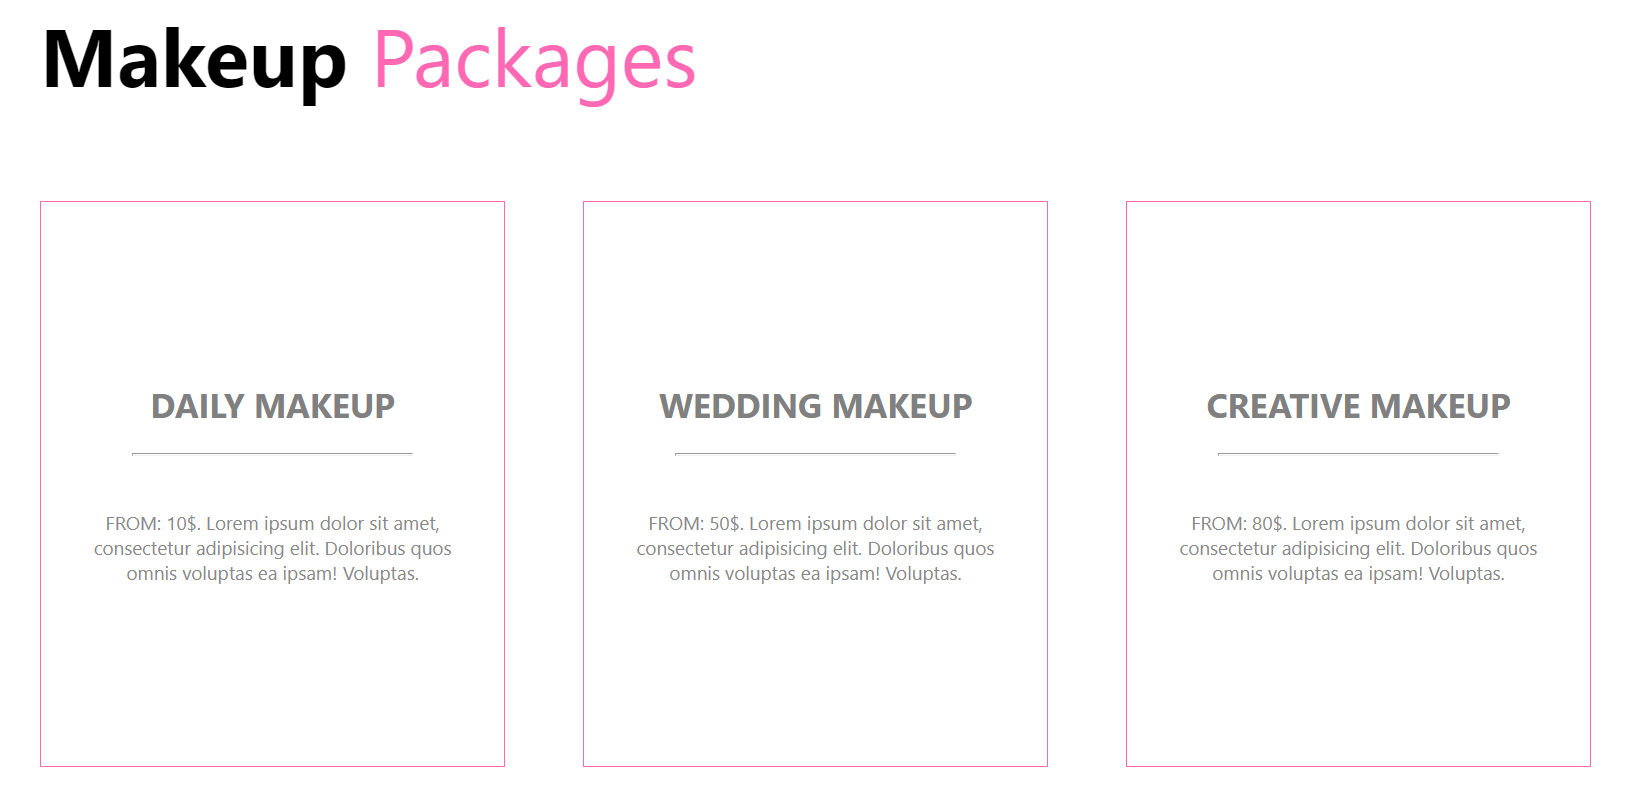 Makeup Packages
DAILY MAKEUP
FROM: 10$. Lorem ipsum dolor sit amet,
consectetur adipisicing elit. Doloribus quos
omnis voluptas ea ipsam! Voluptas.
WEDDING MAKEUP
FROM: 50$. Lorem ipsum dolor sit amet,
consectetur adipisicing elit. Doloribus quos
omnis voluptas ea ipsam! Voluptas.
CREATIVE MAKEUP
FROM: 80$. Lorem ipsum dolor sit amet,
consectetur adipisicing elit. Doloribus quos
omnis voluptas ea ipsam! Voluptas.